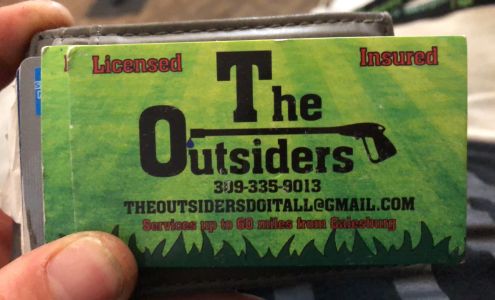 Licensed
Insured
The
Outsiders
309-335-9013
THEOUTSIDERSDOITALL@GMAIL.COM
Services up to 60 miles from Galesburg